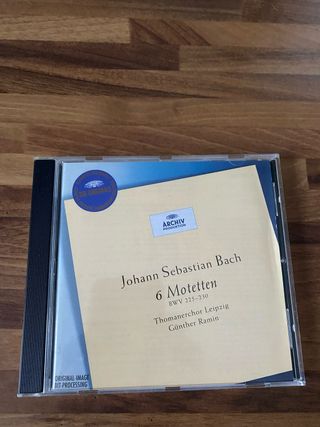 ARCHIV
PRODUKTION
Johann Sebastian Bach
6 Motetten
BWV 225-230
Thomanerchor Leipzig
Günther Ramin
ORIGINAL-IMAGE
BIT-PROCESSING